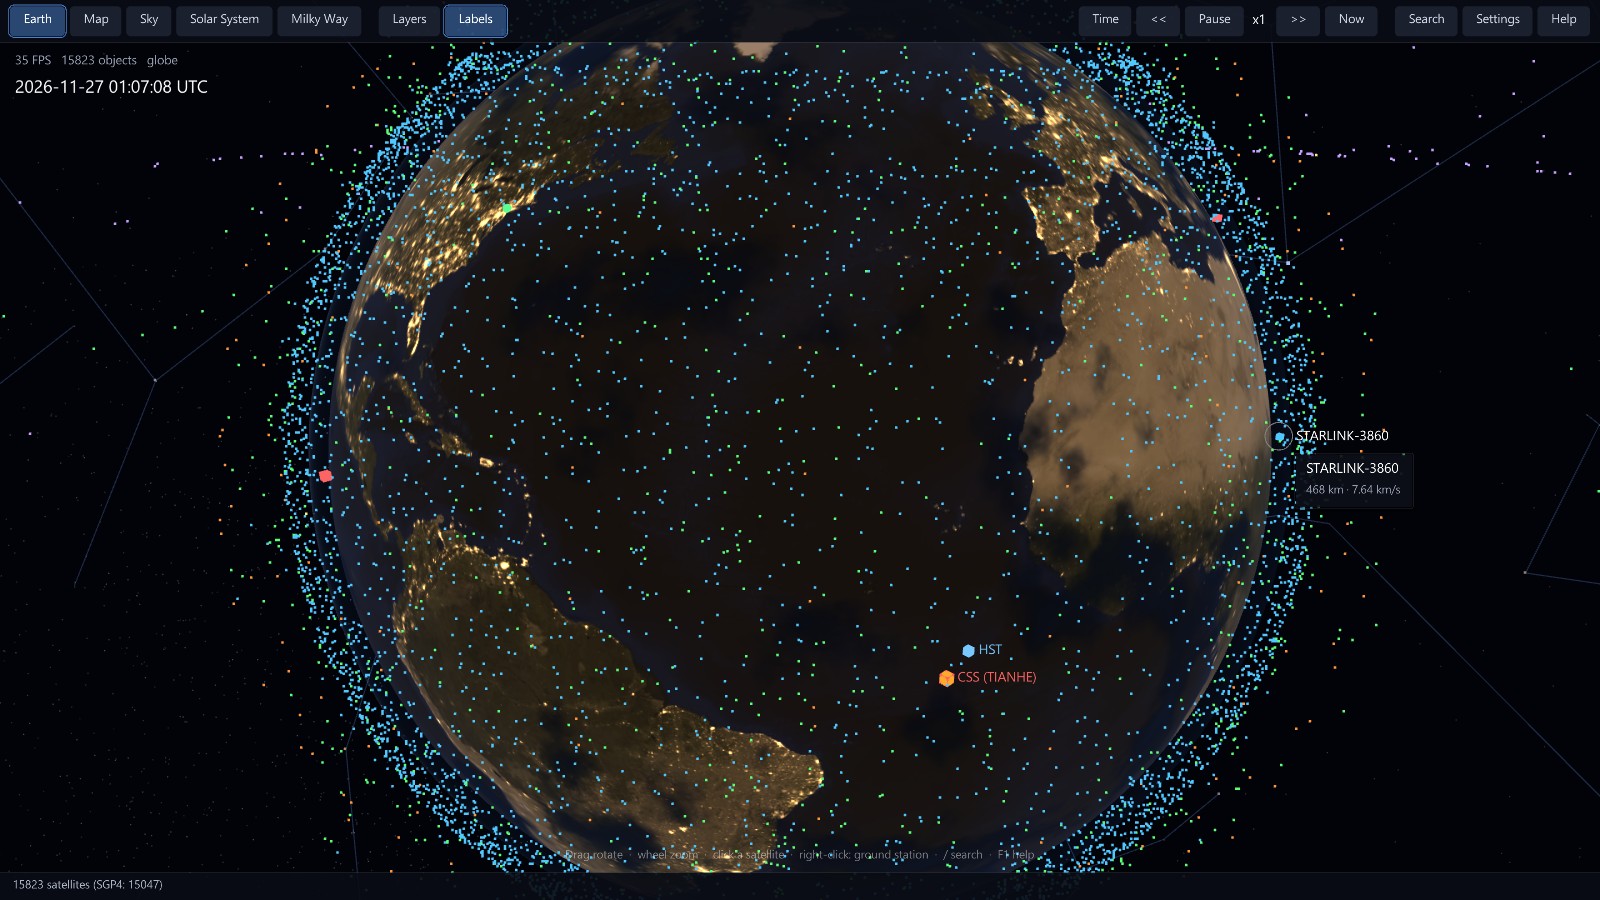 Earth Map Sky Solar System Milky Way Layers Labels Time << Pause x1 >> Now Search Settings Help
35 FPS 15823 objects globe
2026-11-27 01:07:08 UTC
STARLINK-3860
STARLINK-3860
468 km · 7.64 km/s
HST
CSS (TIANHE)
Drag rotate · wheel zoom · click a satellite · right-click: ground station · / search · F1 help
15823 satellites (SGP4: 15047)